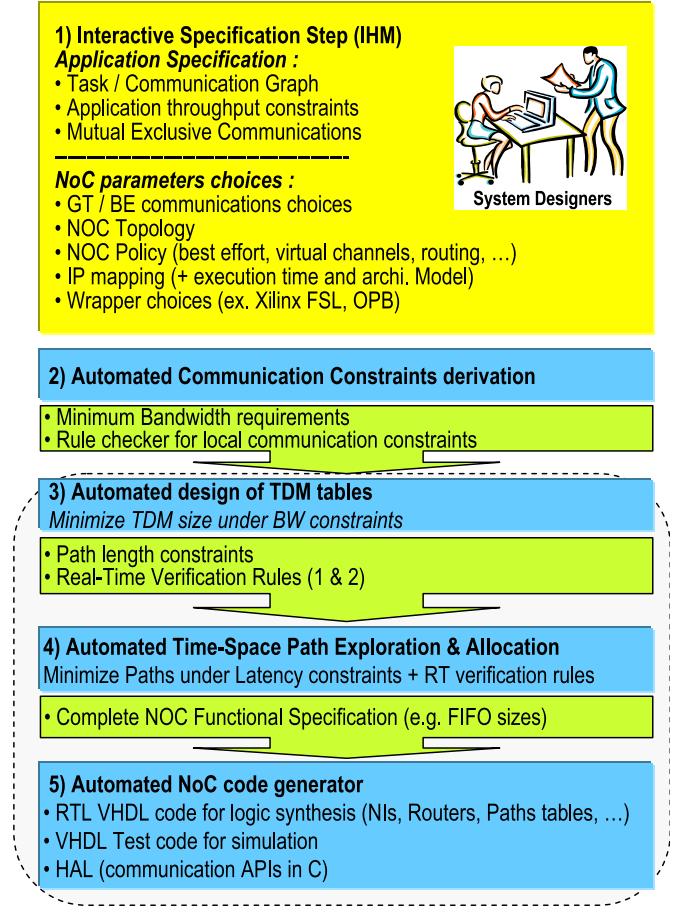 1) Interactive Specification Step (IHM)
Application Specification :
• Task / Communication Graph
• Application throughput constraints
• Mutual Exclusive Communications
------------------------------------------------
NoC parameters choices :
• GT / BE communications choices
• NOC Topology
• NOC Policy (best effort, virtual channels, routing, …)
• IP mapping (+ execution time and archi. Model)
• Wrapper choices (ex. Xilinx FSL, OPB)
System Designers
2) Automated Communication Constraints derivation
• Minimum Bandwidth requirements
• Rule checker for local communication constraints
3) Automated design of TDM tables
Minimize TDM size under BW constraints
• Path length constraints
• Real-Time Verification Rules (1 & 2)
4) Automated Time-Space Path Exploration & Allocation
Minimize Paths under Latency constraints + RT verification rules
• Complete NOC Functional Specification (e.g. FIFO sizes)
5) Automated NoC code generator
• RTL VHDL code for logic synthesis (NIs, Routers, Paths tables, …)
• VHDL Test code for simulation
• HAL (communication APIs in C)